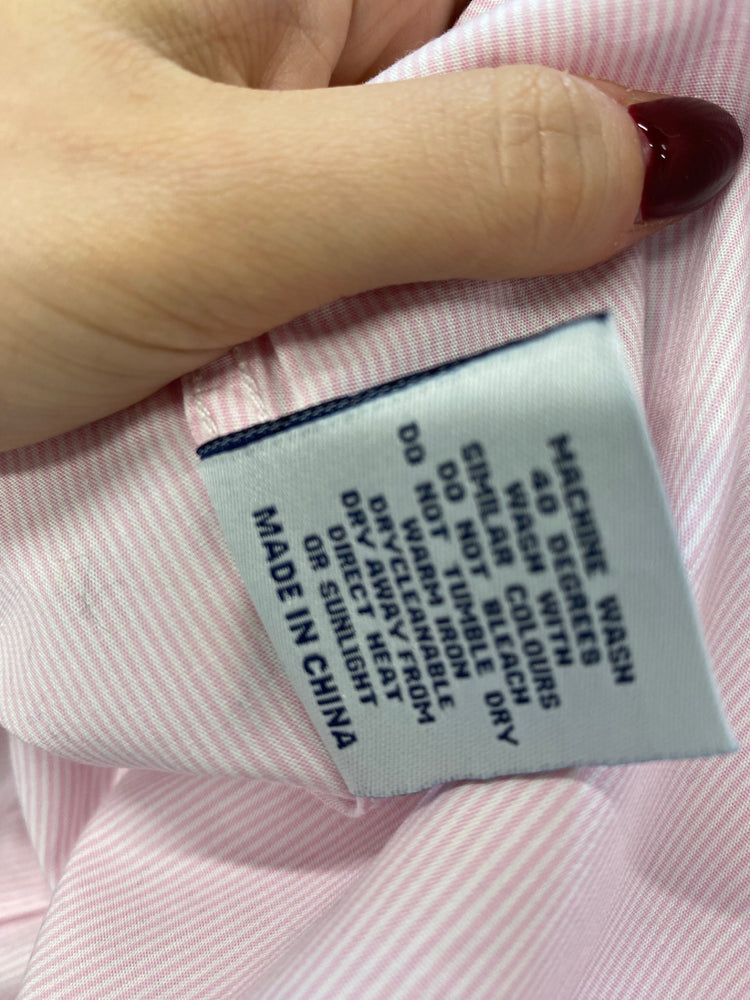 MACHINE WASH
40 DEGREES
WASH WITH
SIMILAR COLOURS
DO NOT BLEACH
DO NOT TUMBLE DRY
WARM IRON
DRYCLEANABLE
DRY AWAY FROM
DIRECT HEAT
OR SUNLIGHT
MADE IN CHINA